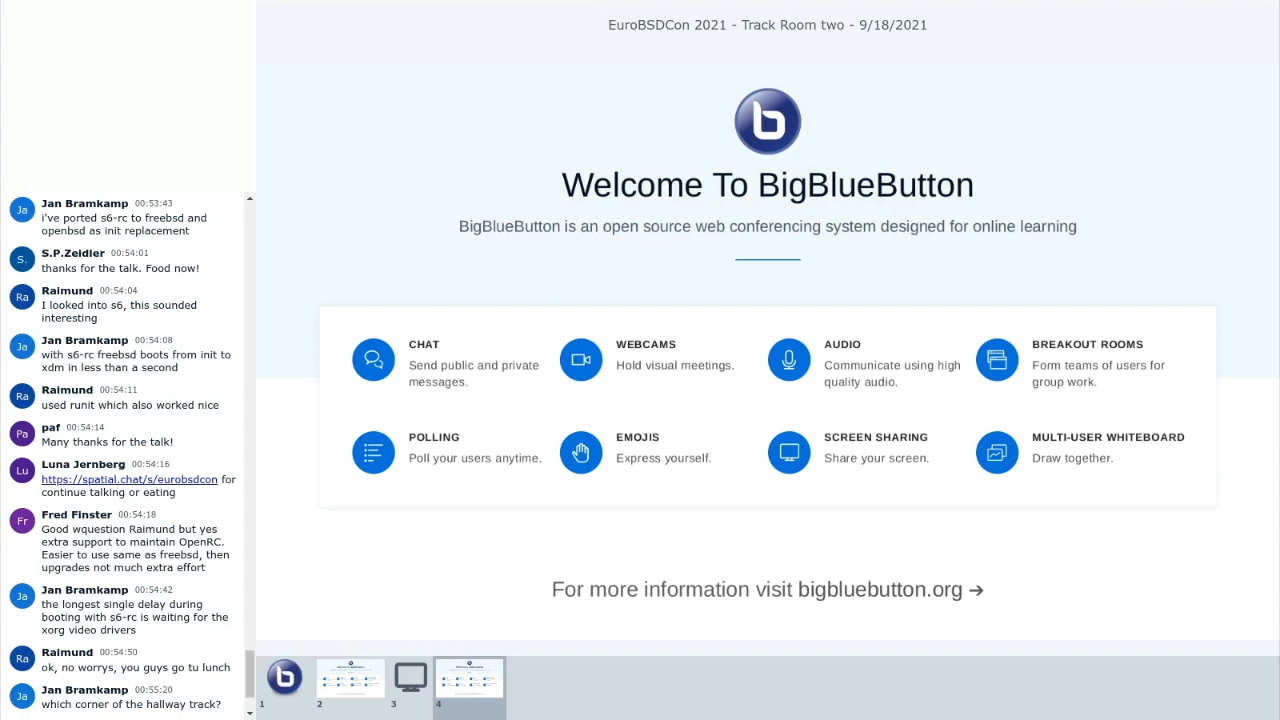 EuroBSDCon 2021 - Track Room two - 9/18/2021
Ja
Jan Bramkamp 00:53:43
i've ported s6-rc to freebsd and
openbsd as init replacement
S.
S.P.Zeidler 00:54:01
thanks for the talk. Food now!
Ra
Raimund 00:54:04
I looked into s6, this sounded
interesting
Ja
Jan Bramkamp 00:54:08
with s6-rc freebsd boots from init to
xdm in less than a second
Ra
Raimund 00:54:11
used runit which also worked nice
Pa
paf 00:54:14
Many thanks for the talk!
Lu
Luna Jernberg 00:54:16
https://spatial.chat/s/eurobsdcon for
continue talking or eating
Fr
Fred Finster 00:54:18
Good wquestion Raimund but yes
extra support to maintain OpenRC.
Easier to use same as freebsd, then
upgrades not much extra effort
Ja
Jan Bramkamp 00:54:42
the longest single delay during
booting with s6-rc is waiting for the
xorg video drivers
Ra
Raimund 00:54:50
ok, no worrys, you guys go tu lunch
Ja
Jan Bramkamp 00:55:20
which corner of the hallway track?
Welcome To BigBlueButton
BigBlueButton is an open source web conferencing system designed for online learning
CHAT
Send public and private
messages.
WEBCAMS
Hold visual meetings.
AUDIO
Communicate using high
quality audio.
BREAKOUT ROOMS
Form teams of users for
group work.
POLLING
Poll your users anytime.
EMOJIS
Express yourself.
SCREEN SHARING
Share your screen.
MULTI-USER WHITEBOARD
Draw together.
For more information visit bigbluebutton.org ➔
1
2
3
4